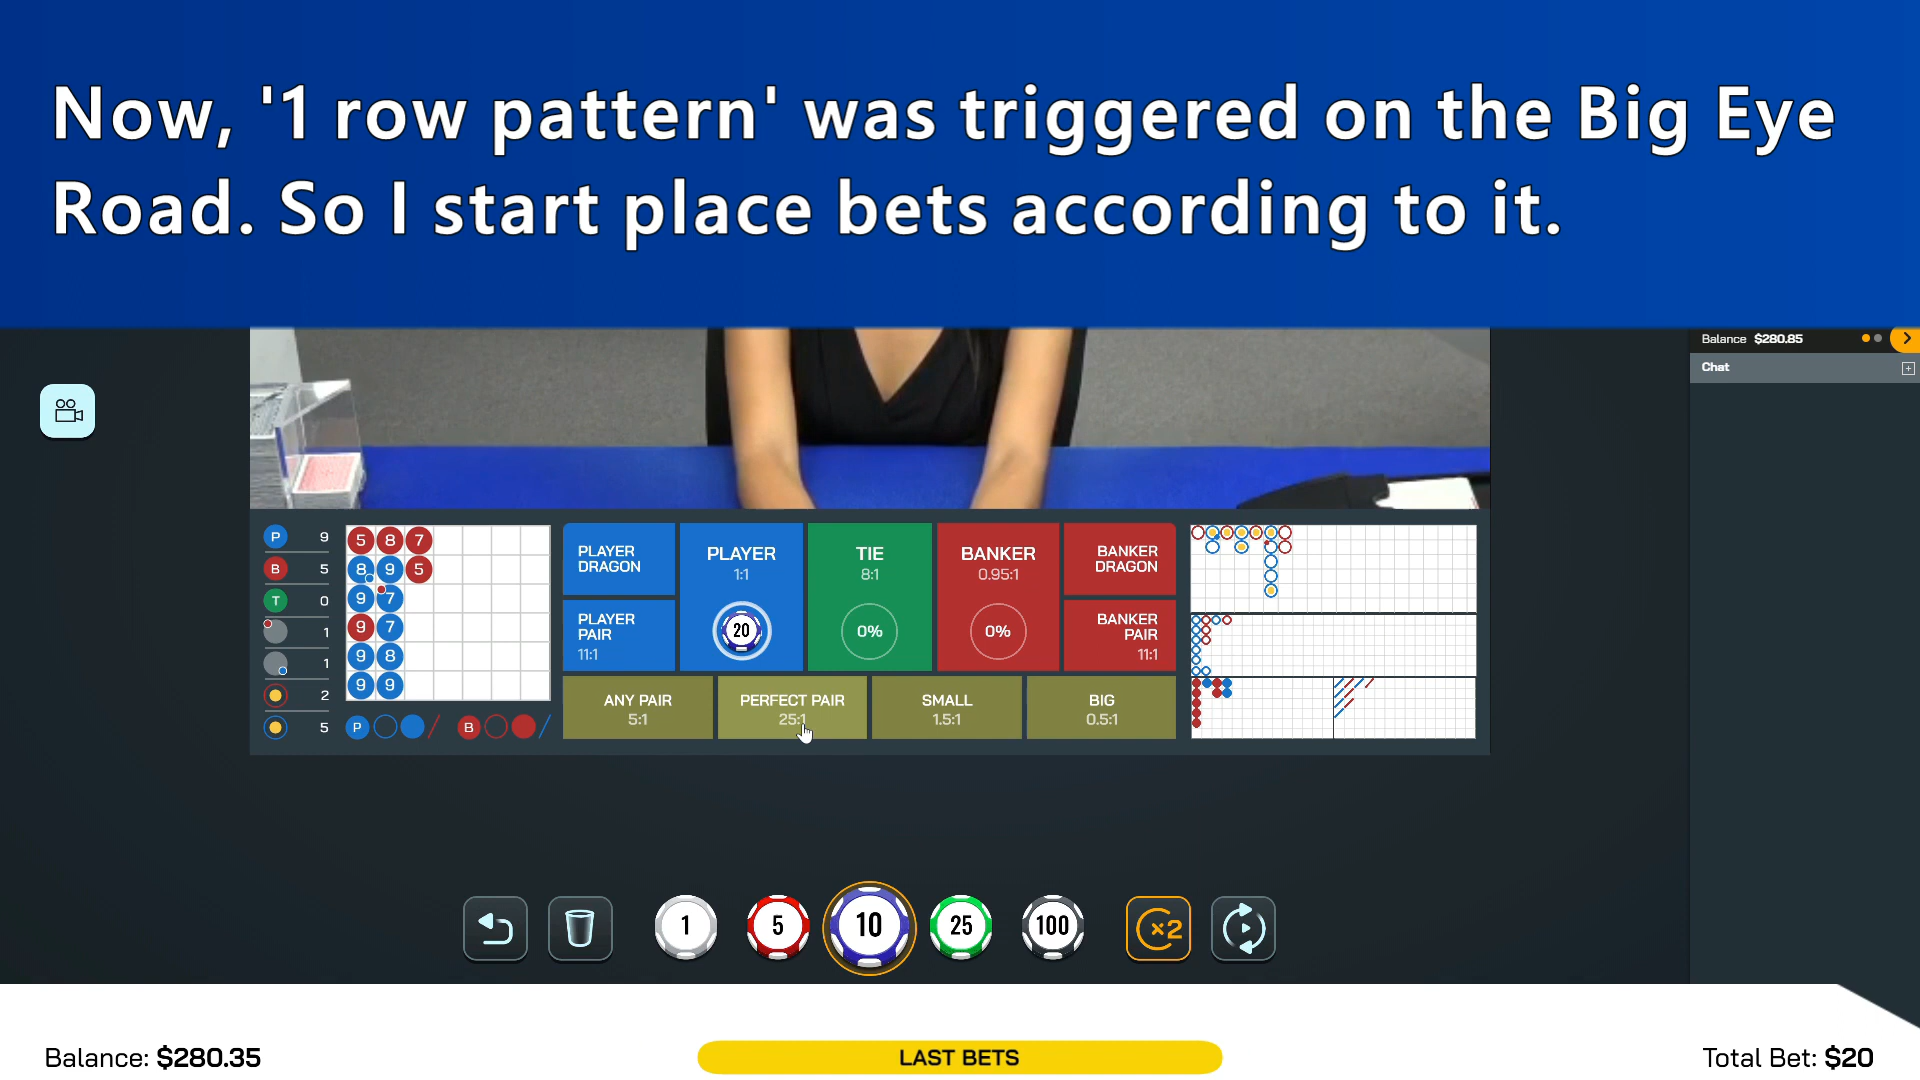 Now, '1 row pattern' was triggered on the Big Eye
Road. So I start place bets according to it.
Balance $280.85
Chat
P 9
B 5
T 0
1
1
2
5
5 8 7
8 9 5
9 7
9 7
9 8
9 9
P B
PLAYER
DRAGON
PLAYER
PAIR
11:1
PLAYER
1:1
20
TIE
8:1
0%
BANKER
0.95:1
0%
BANKER
DRAGON
BANKER
PAIR
11:1
ANY PAIR
5:1
PERFECT PAIR
25:1
SMALL
1.5:1
BIG
0.5:1
1 5 10 25 100 x2
Balance: $280.35
LAST BETS
Total Bet: $20